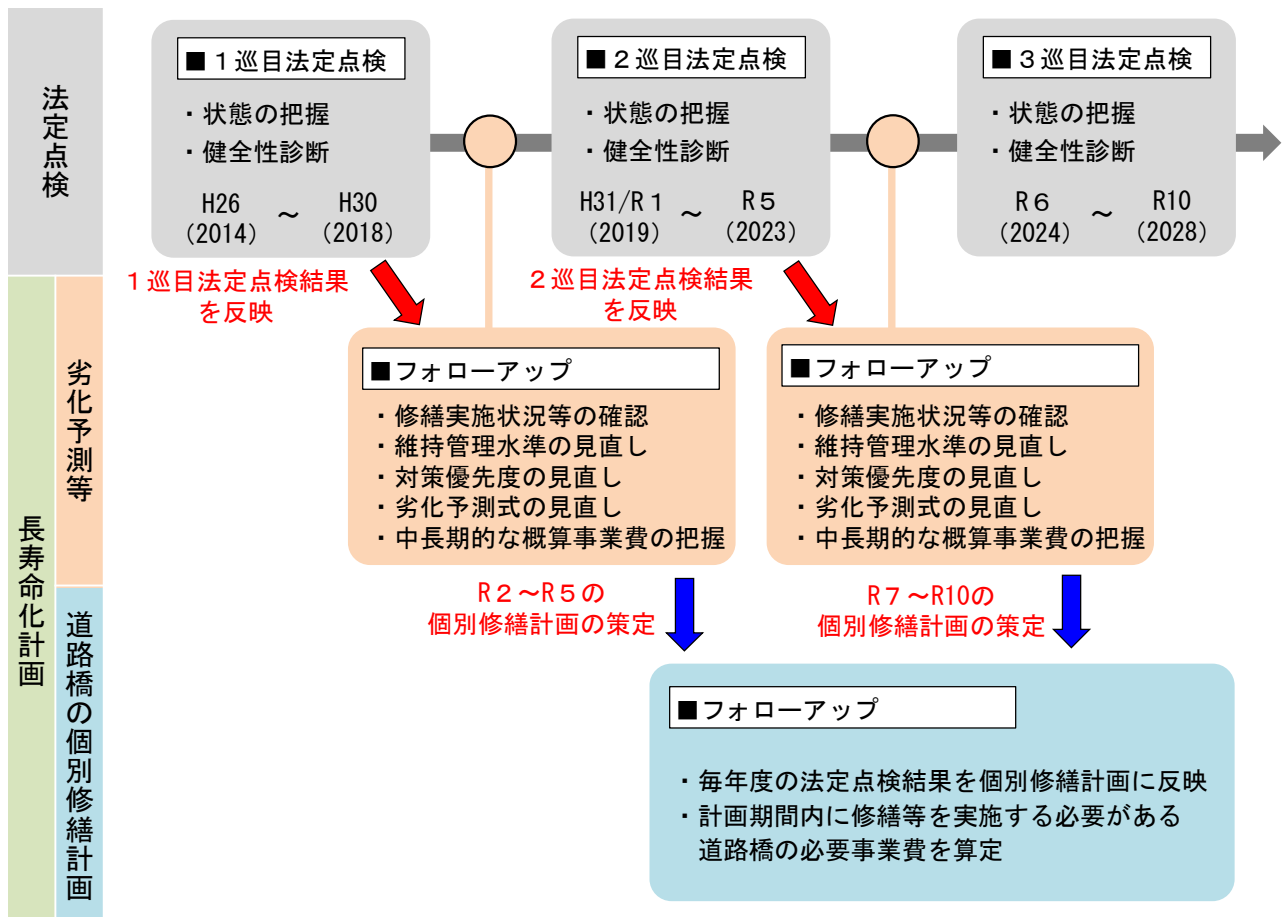 法定点検
■１巡目法定点検
・状態の把握
・健全性診断
H26 ～ H30
(2014) (2018)
■２巡目法定点検
・状態の把握
・健全性診断
H31/R１ ～ R５
(2019) (2023)
■３巡目法定点検
・状態の把握
・健全性診断
R６ ～ R10
(2024) (2028)
１巡目法定点検結果
を反映
２巡目法定点検結果
を反映
長寿命化計画
劣化予測等
■フォローアップ
・修繕実施状況等の確認
・維持管理水準の見直し
・対策優先度の見直し
・劣化予測式の見直し
・中長期的な概算事業費の把握
■フォローアップ
・修繕実施状況等の確認
・維持管理水準の見直し
・対策優先度の見直し
・劣化予測式の見直し
・中長期的な概算事業費の把握
R２～R５の
個別修繕計画の策定
R７～R10の
個別修繕計画の策定
道路橋の個別修繕計画
■フォローアップ
・毎年度の法定点検結果を個別修繕計画に反映
・計画期間内に修繕等を実施する必要がある
道路橋の必要事業費を算定